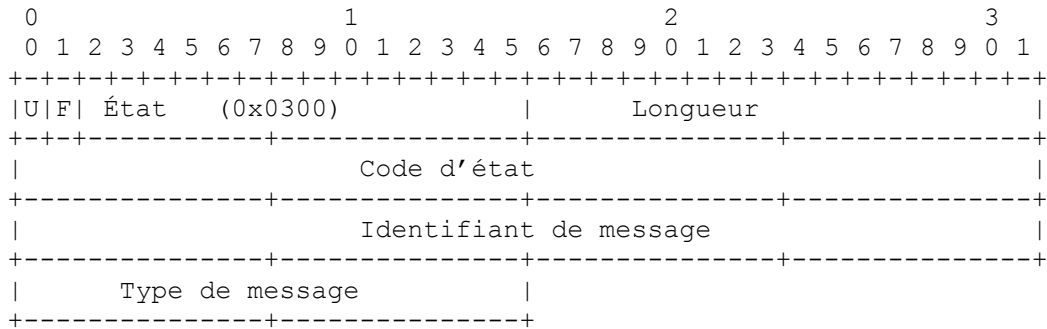 0                   1                   2                   3
 0 1 2 3 4 5 6 7 8 9 0 1 2 3 4 5 6 7 8 9 0 1 2 3 4 5 6 7 8 9 0 1
+-+-+-+-+-+-+-+-+-+-+-+-+-+-+-+-+-+-+-+-+-+-+-+-+-+-+-+-+-+-+-+-+
|U|F| État   (0x0300)           |      Longueur                 |
+-+-+-----------+---------------+---------------+---------------+
|                     Code d’état                               |
+---------------+---------------+---------------+---------------+
|                     Identifiant de message                    |
+---------------+---------------+---------------+---------------+
|      Type de message          |
+---------------+---------------+